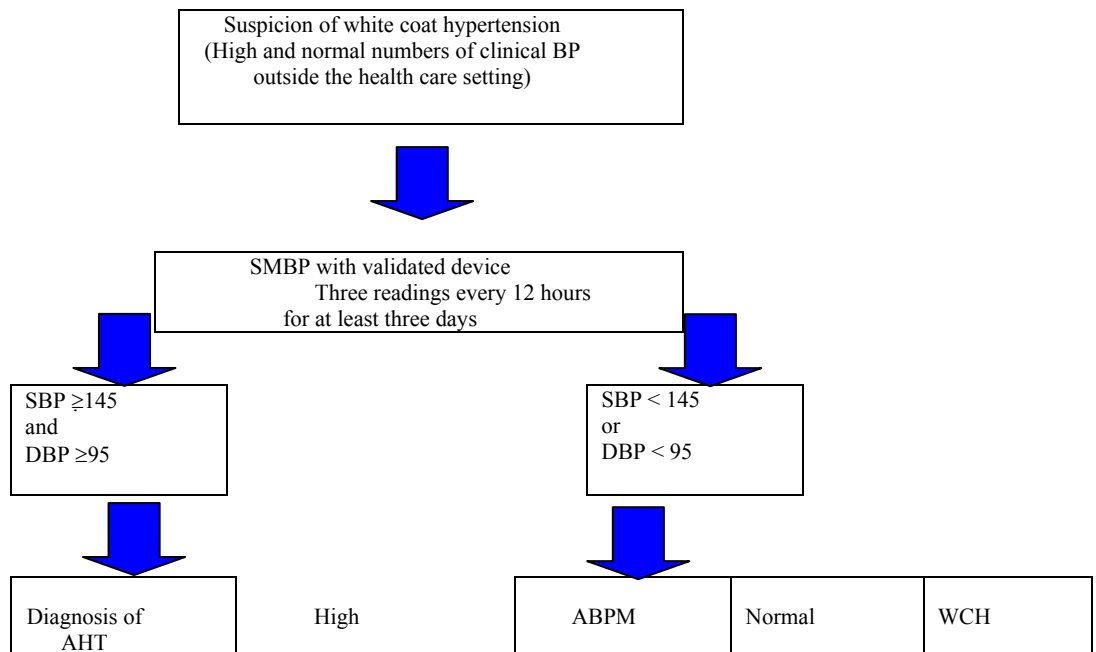 Suspicion of white coat hypertension
(High and normal numbers of clinical BP
outside the health care setting)
SMBP with validated device
Three readings every 12 hours
for at least three days
SBP ≥145
and
DBP ≥95
SBP < 145
or
DBP < 95
Diagnosis of
AHT
High
ABPM
Normal
WCH